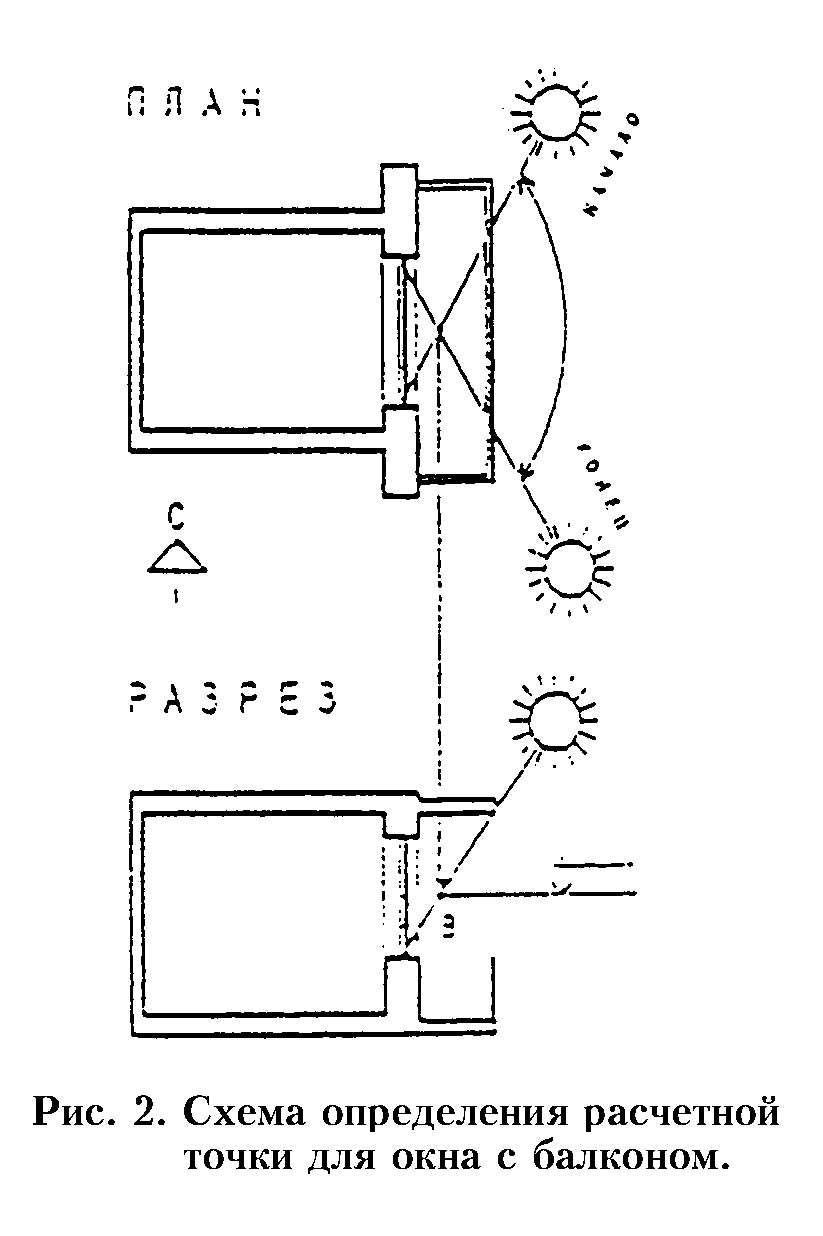 ПЛАН
НАЧАЛО
КОНЕЦ
С
РАЗРЕЗ
В
Рис. 2. Схема определения расчетной
точки для окна с балконом.